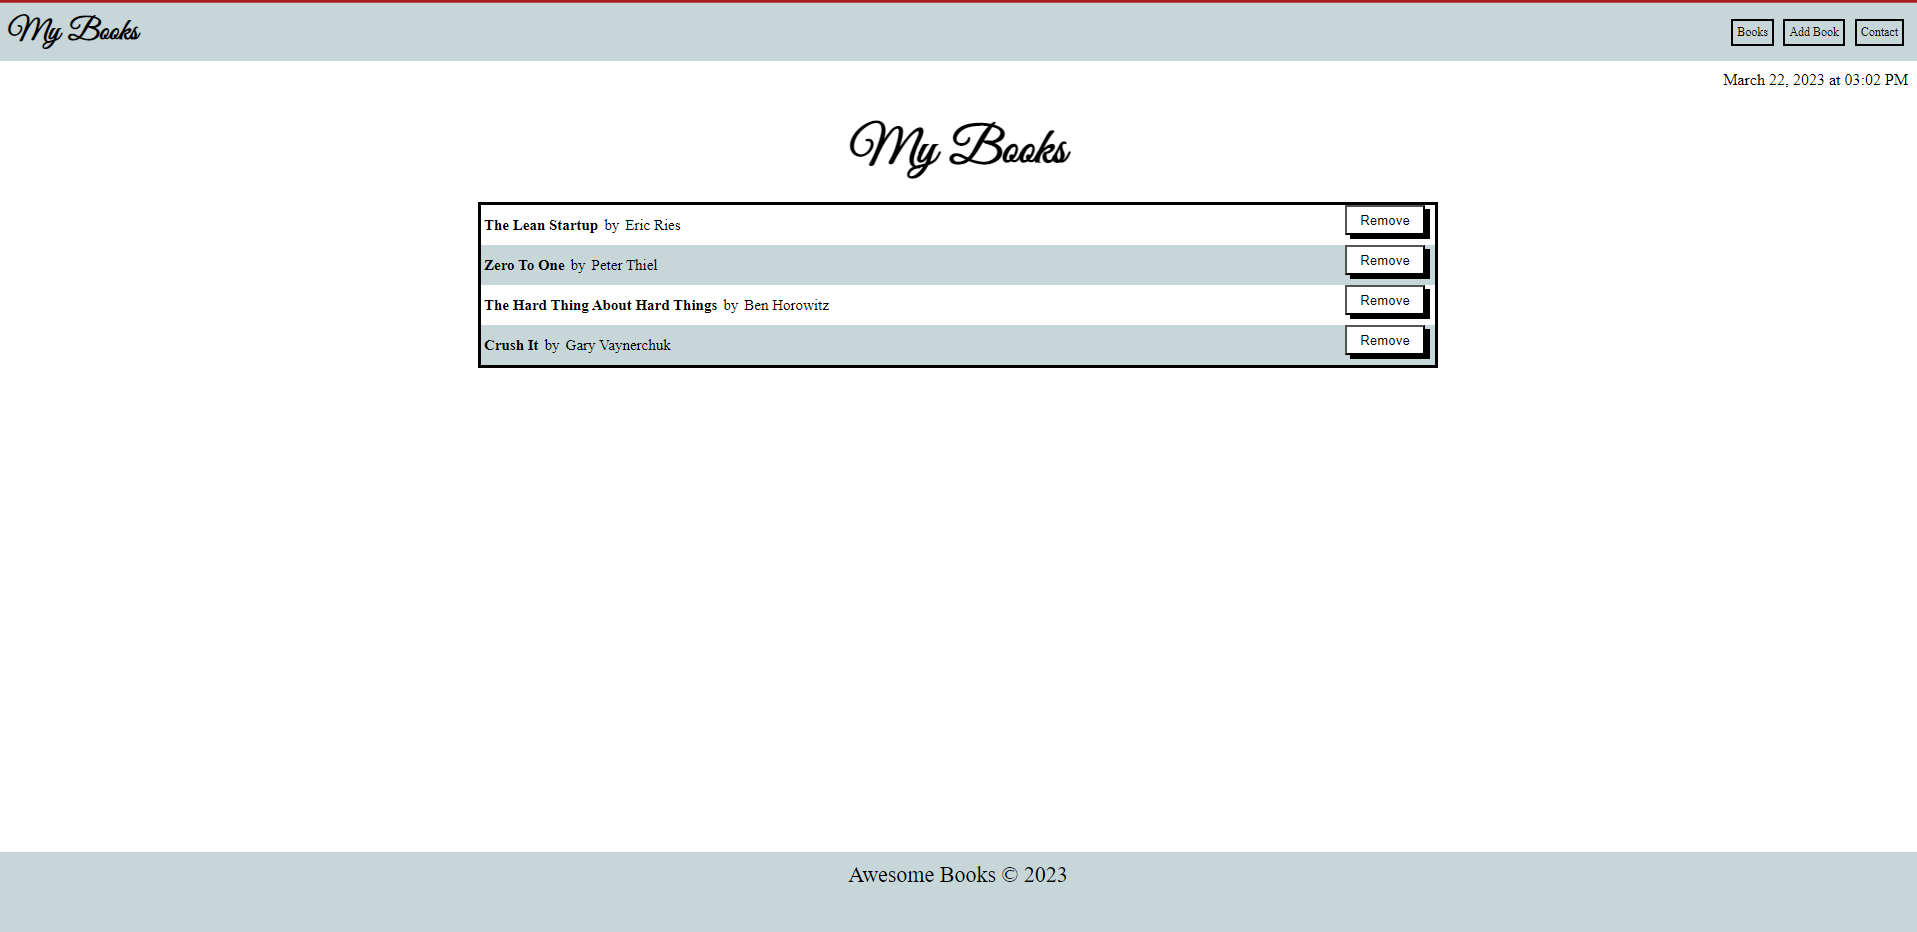 My Books
Books Add Book Contact
March 22, 2023 at 03:02 PM
My Books
The Lean Startup by Eric Ries Remove
Zero To One by Peter Thiel Remove
The Hard Thing About Hard Things by Ben Horowitz Remove
Crush It by Gary Vaynerchuk Remove
Awesome Books © 2023